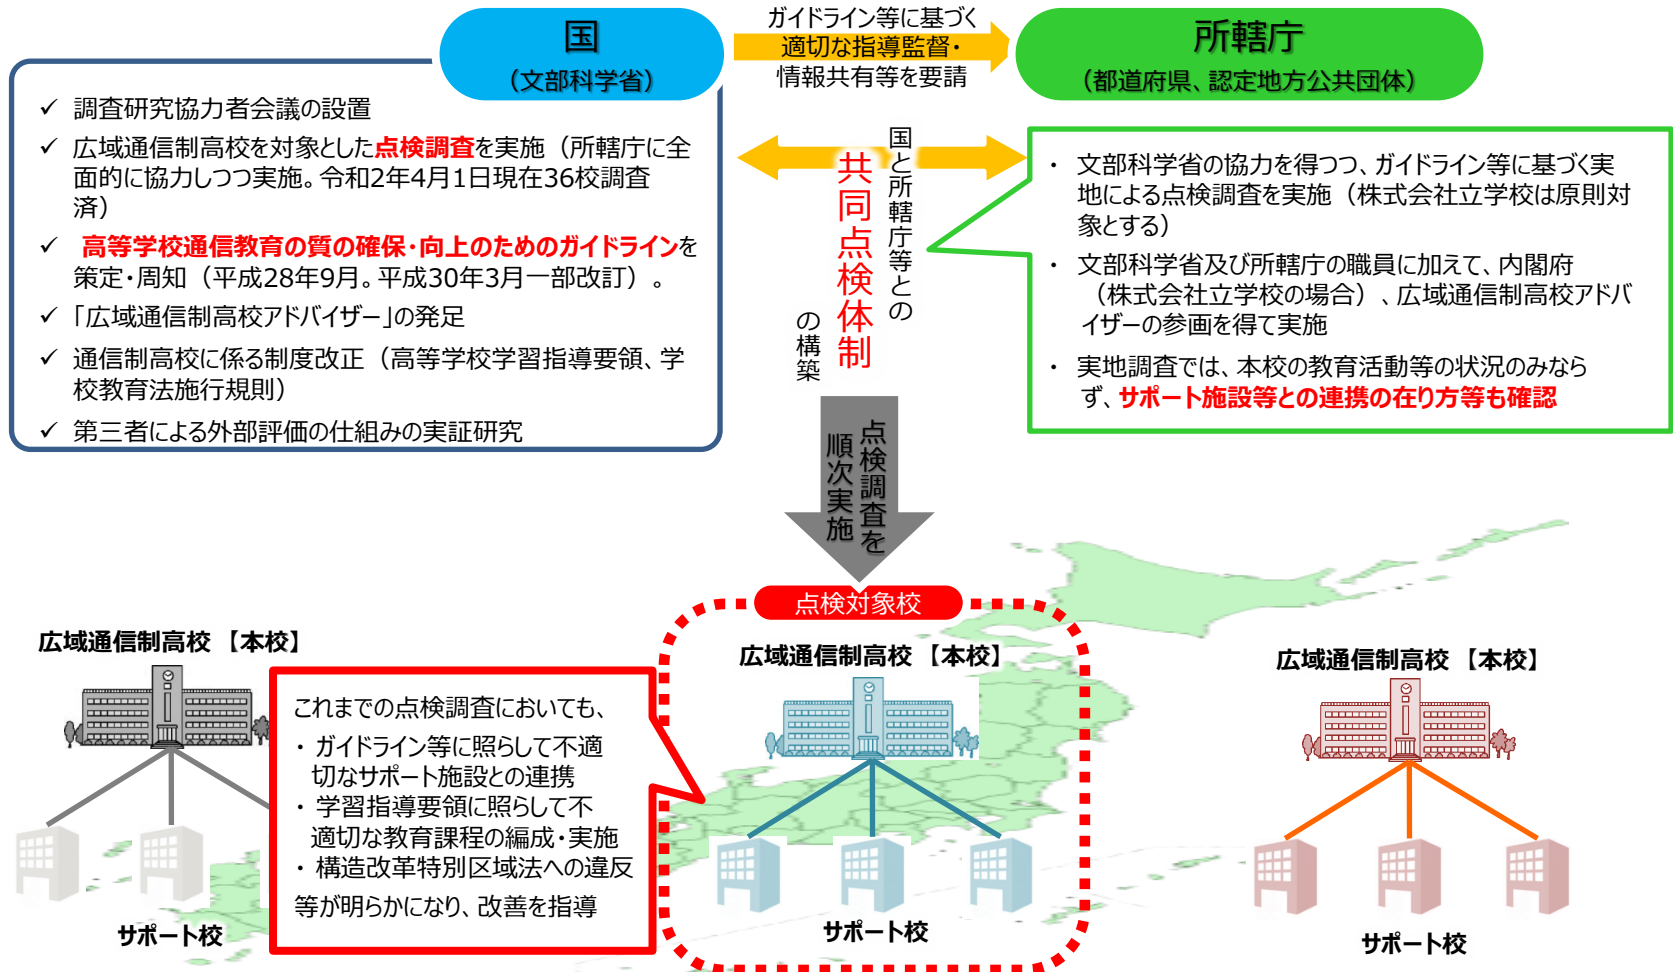 国
（文部科学省）
ガイドライン等に基づく
適切な指導監督・
情報共有等を要請
所轄庁
（都道府県、認定地方公共団体）
✓ 調査研究協力者会議の設置
✓ 広域通信制高校を対象とした点検調査を実施（所轄庁に全
面的に協力しつつ実施。令和2年4月1日現在36校調査
済）
✓ 高等学校通信教育の質の確保・向上のためのガイドラインを
策定・周知（平成28年9月。平成30年3月一部改訂）。
✓ 「広域通信制高校アドバイザー」の発足
✓ 通信制高校に係る制度改正（高等学校学習指導要領、学
校教育法施行規則）
✓ 第三者による外部評価の仕組みの実証研究
国と所轄庁等との
共同点検体制
の構築
・ 文部科学省の協力を得つつ、ガイドライン等に基づく実
地による点検調査を実施（株式会社立学校は原則対
象とする）
・ 文部科学省及び所轄庁の職員に加えて、内閣府
（株式会社立学校の場合）、広域通信制高校アドバ
イザーの参画を得て実施
・ 実地調査では、本校の教育活動等の状況のみなら
ず、サポート施設等との連携の在り方等も確認
点検調査を
順次実施
点検対象校
広域通信制高校 【本校】
サポート校
これまでの点検調査においても、
・ ガイドライン等に照らして不適
切なサポート施設との連携
・ 学習指導要領に照らして不
適切な教育課程の編成・実施
・ 構造改革特別区域法への違反
等が明らかになり、改善を指導
広域通信制高校 【本校】
サポート校
広域通信制高校 【本校】
サポート校